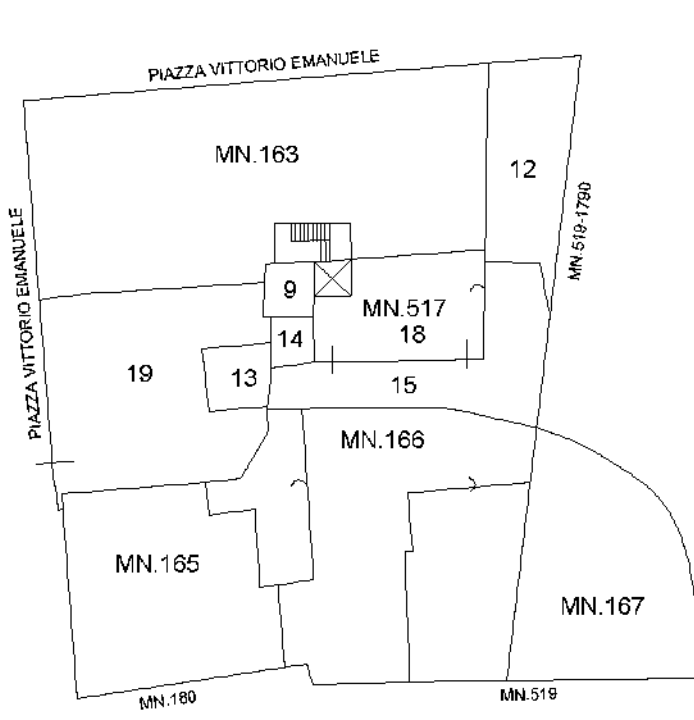 PIAZZA VITTORIO EMANUELE
MN.163
12
PIAZZA VITTORIO EMANUELE
MN.519-1790
9
MN.517
18
14
19
13
15
MN.166
MN.165
MN.167
MN.180
MN.519